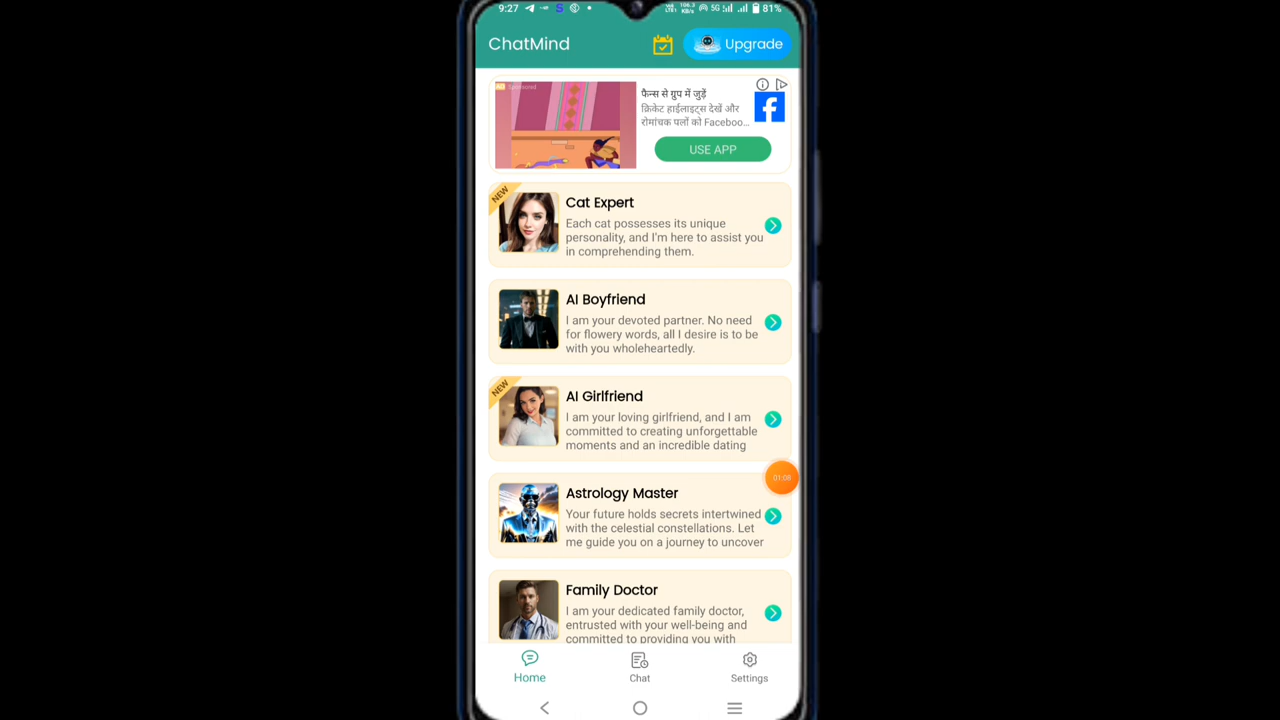 9:27
5G
81%
ChatMind
Upgrade
Sponsored
फैन्स से ग्रुप में जुड़ें
क्रिकेट हाईलाइट्स देखें और
रोमांचक पलों को Faceboo...
USE APP
NEW
Cat Expert
Each cat possesses its unique
personality, and I'm here to assist you
in comprehending them.
AI Boyfriend
I am your devoted partner. No need
for flowery words, all I desire is to be
with you wholeheartedly.
NEW
AI Girlfriend
I am your loving girlfriend, and I am
committed to creating unforgettable
moments and an incredible dating
01:08
Astrology Master
Your future holds secrets intertwined
with the celestial constellations. Let
me guide you on a journey to uncover
Family Doctor
I am your dedicated family doctor,
entrusted with your well-being and
committed to providing you with
Home
Chat
Settings